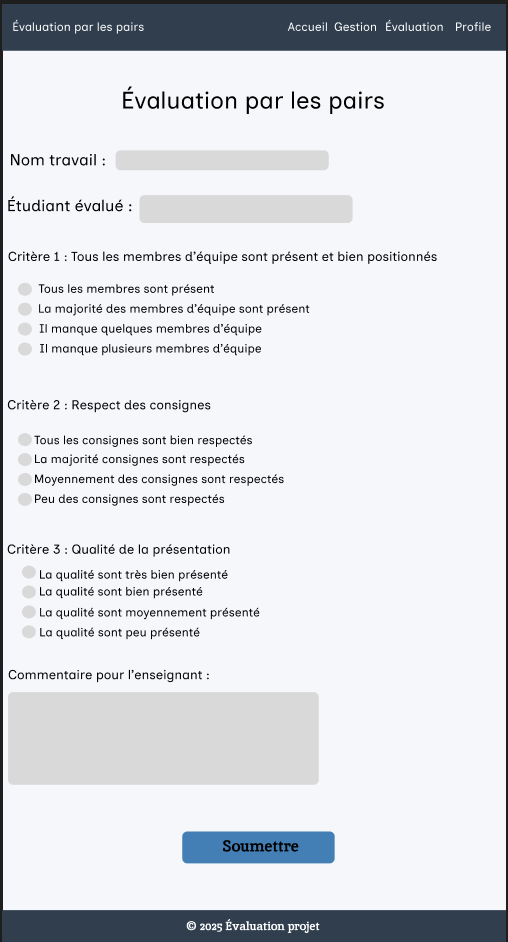 Évaluation par les pairs
Accueil Gestion Évaluation Profile
Évaluation par les pairs
Nom travail :
Étudiant évalué :
Critère 1 : Tous les membres d'équipe sont présent et bien positionnés
Tous les membres sont présent
La majorité des membres d'équipe sont présent
Il manque quelques membres d'équipe
Il manque plusieurs membres d'équipe
Critère 2 : Respect des consignes
Tous les consignes sont bien respectés
La majorité consignes sont respectés
Moyennement des consignes sont respectés
Peu des consignes sont respectés
Critère 3 : Qualité de la présentation
La qualité sont très bien présenté
La qualité sont bien présenté
La qualité sont moyennement présenté
La qualité sont peu présenté
Commentaire pour l'enseignant :
Soumettre
© 2025 Évaluation projet